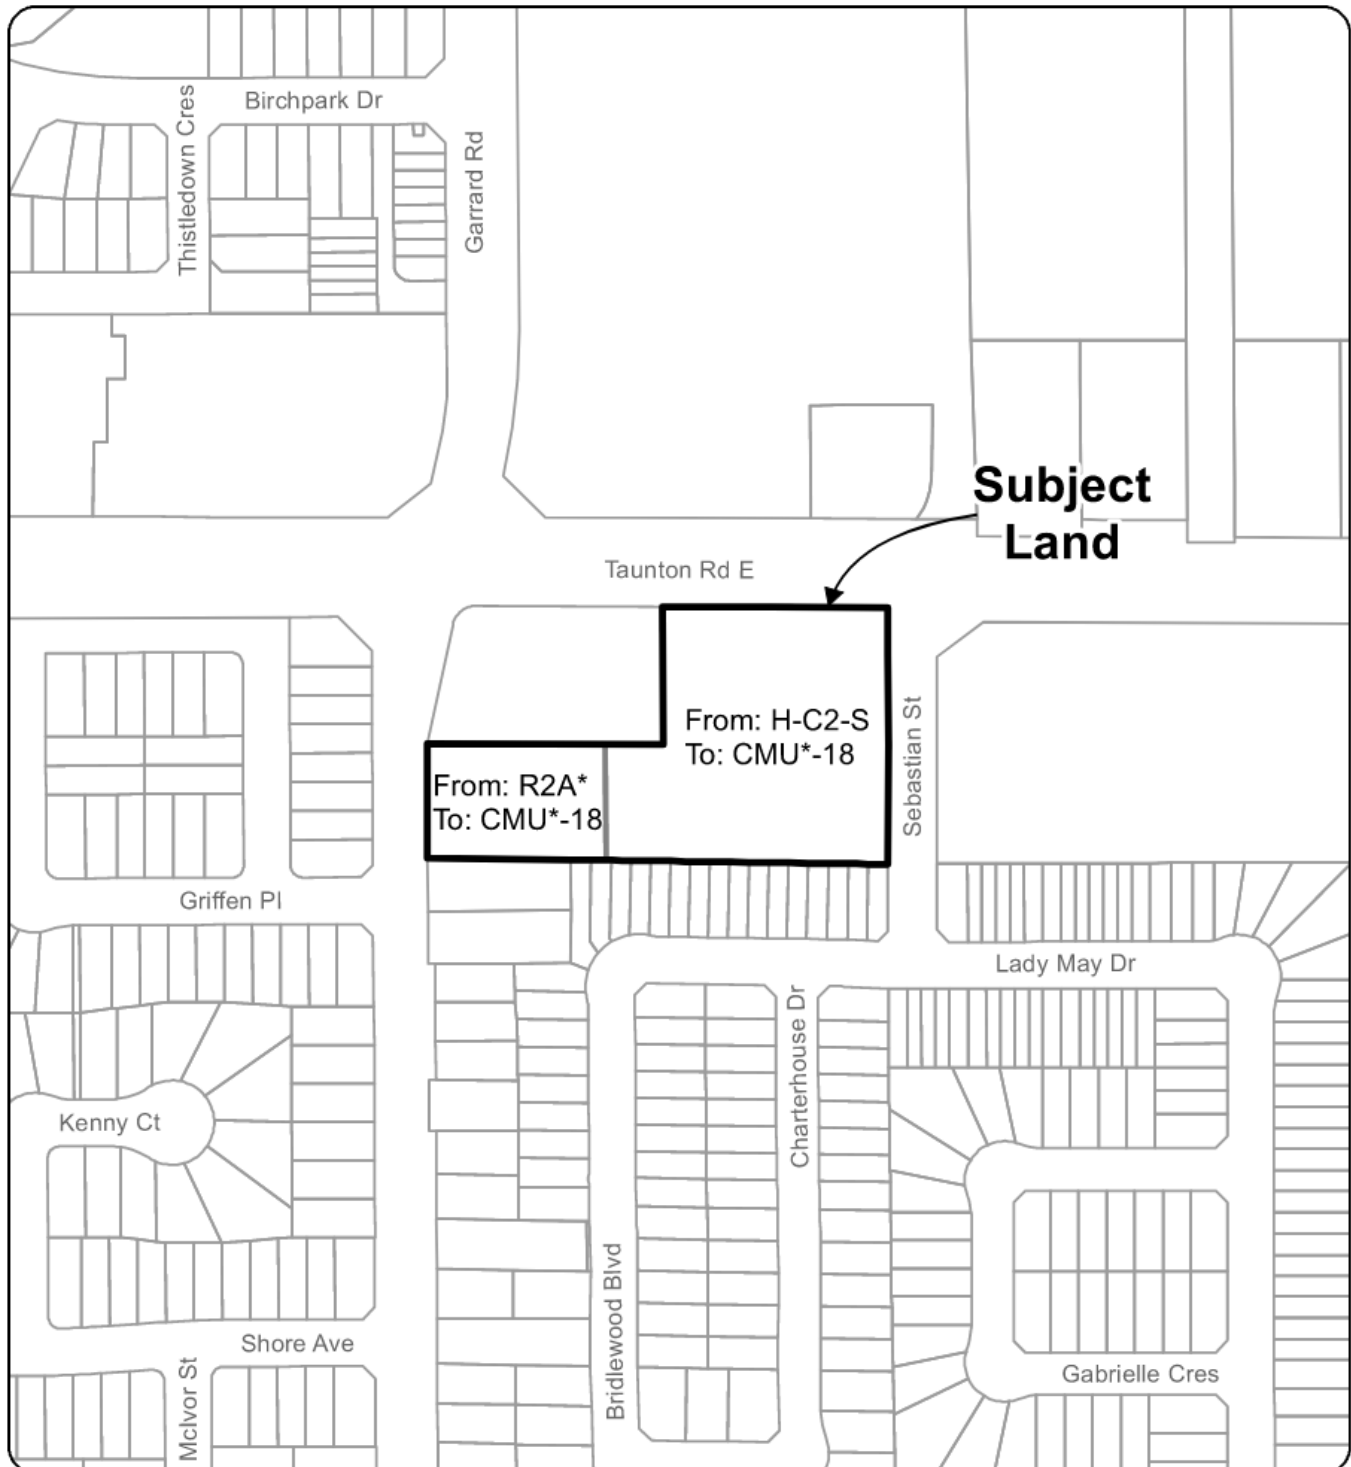 Birchpark Dr
Thistledown Cres
Garrard Rd
Subject
Land
Taunton Rd E
From: H-C2-S
To: CMU*-18
Sebastian St
From: R2A*
To: CMU*-18
Griffen Pl
Lady May Dr
Charterhouse Dr
Kenny Ct
Bridlewood Blvd
Shore Ave
McIvor St
Gabrielle Cres